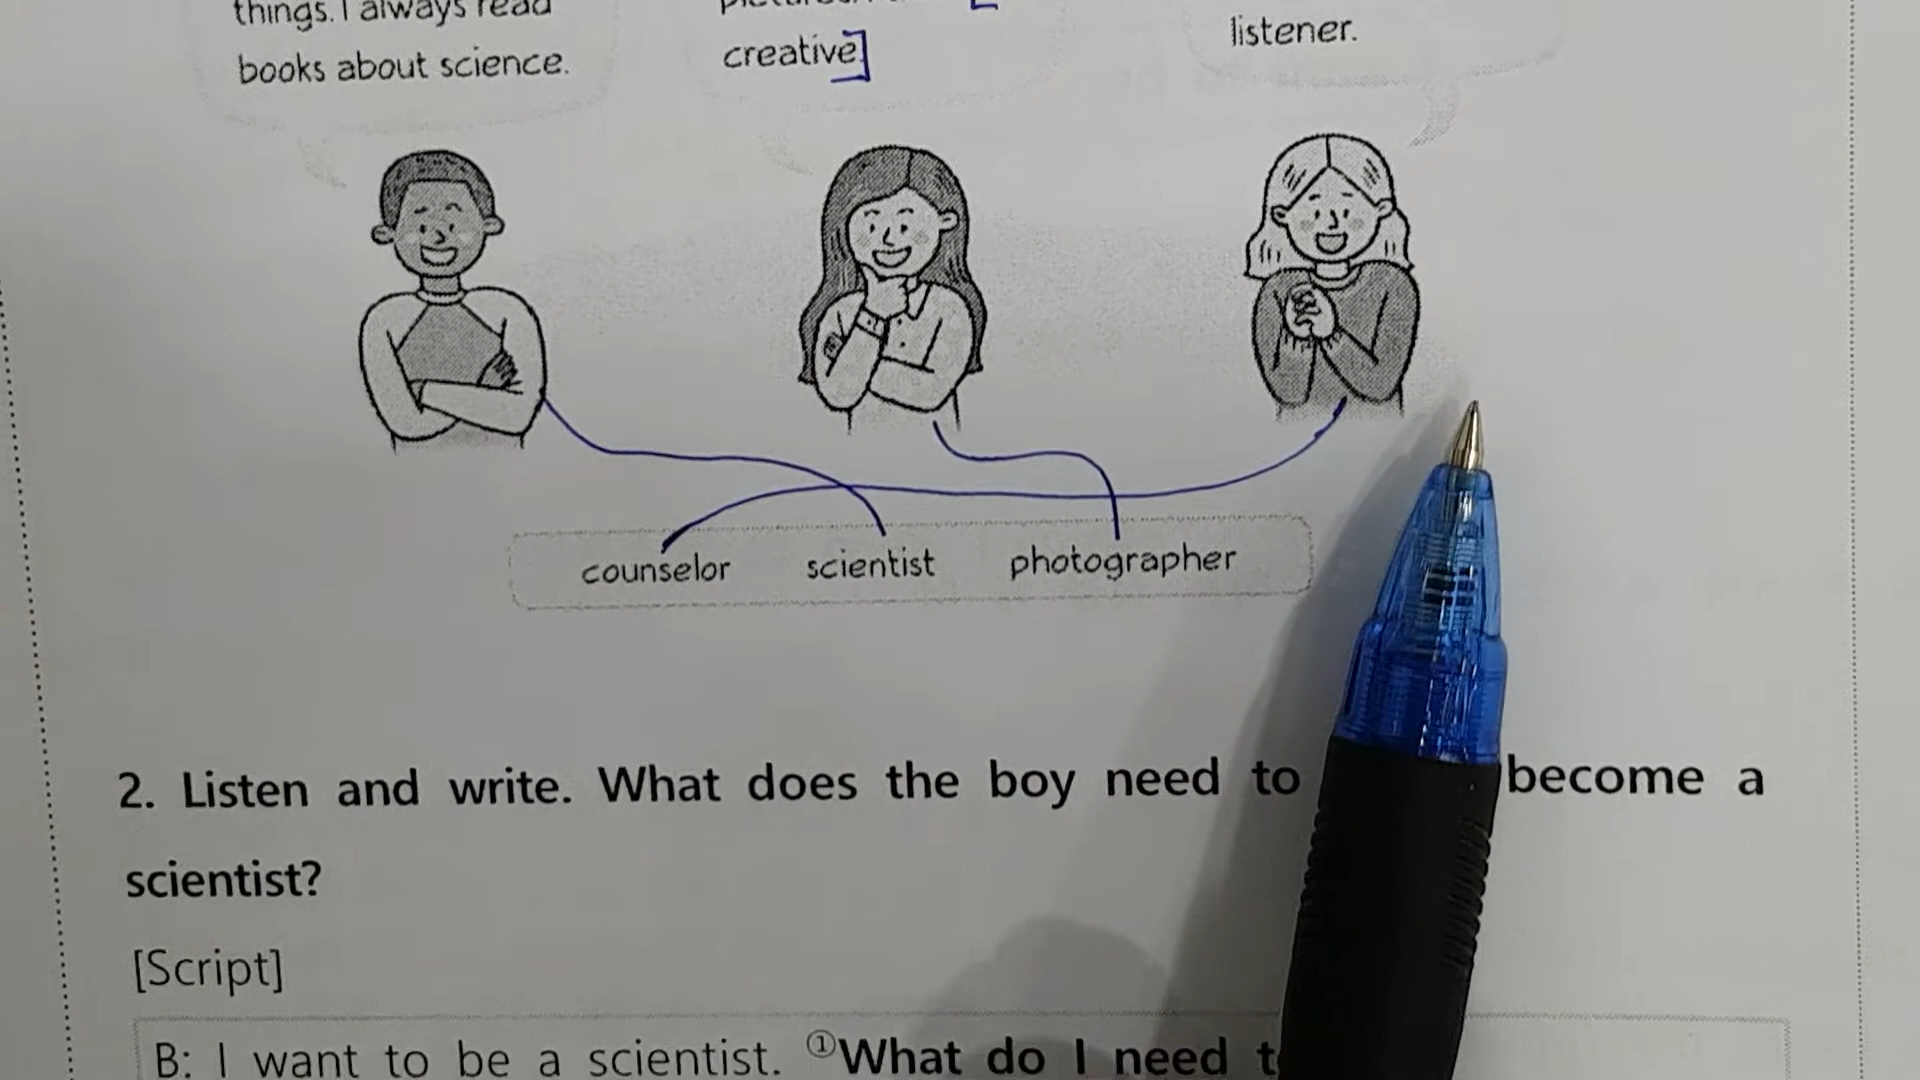 things. I always read
books about science.
creative
listener.
counselor scientist photographer
2. Listen and write. What does the boy need to become a
scientist?
[Script]
B: I want to be a scientist. ①What do I need